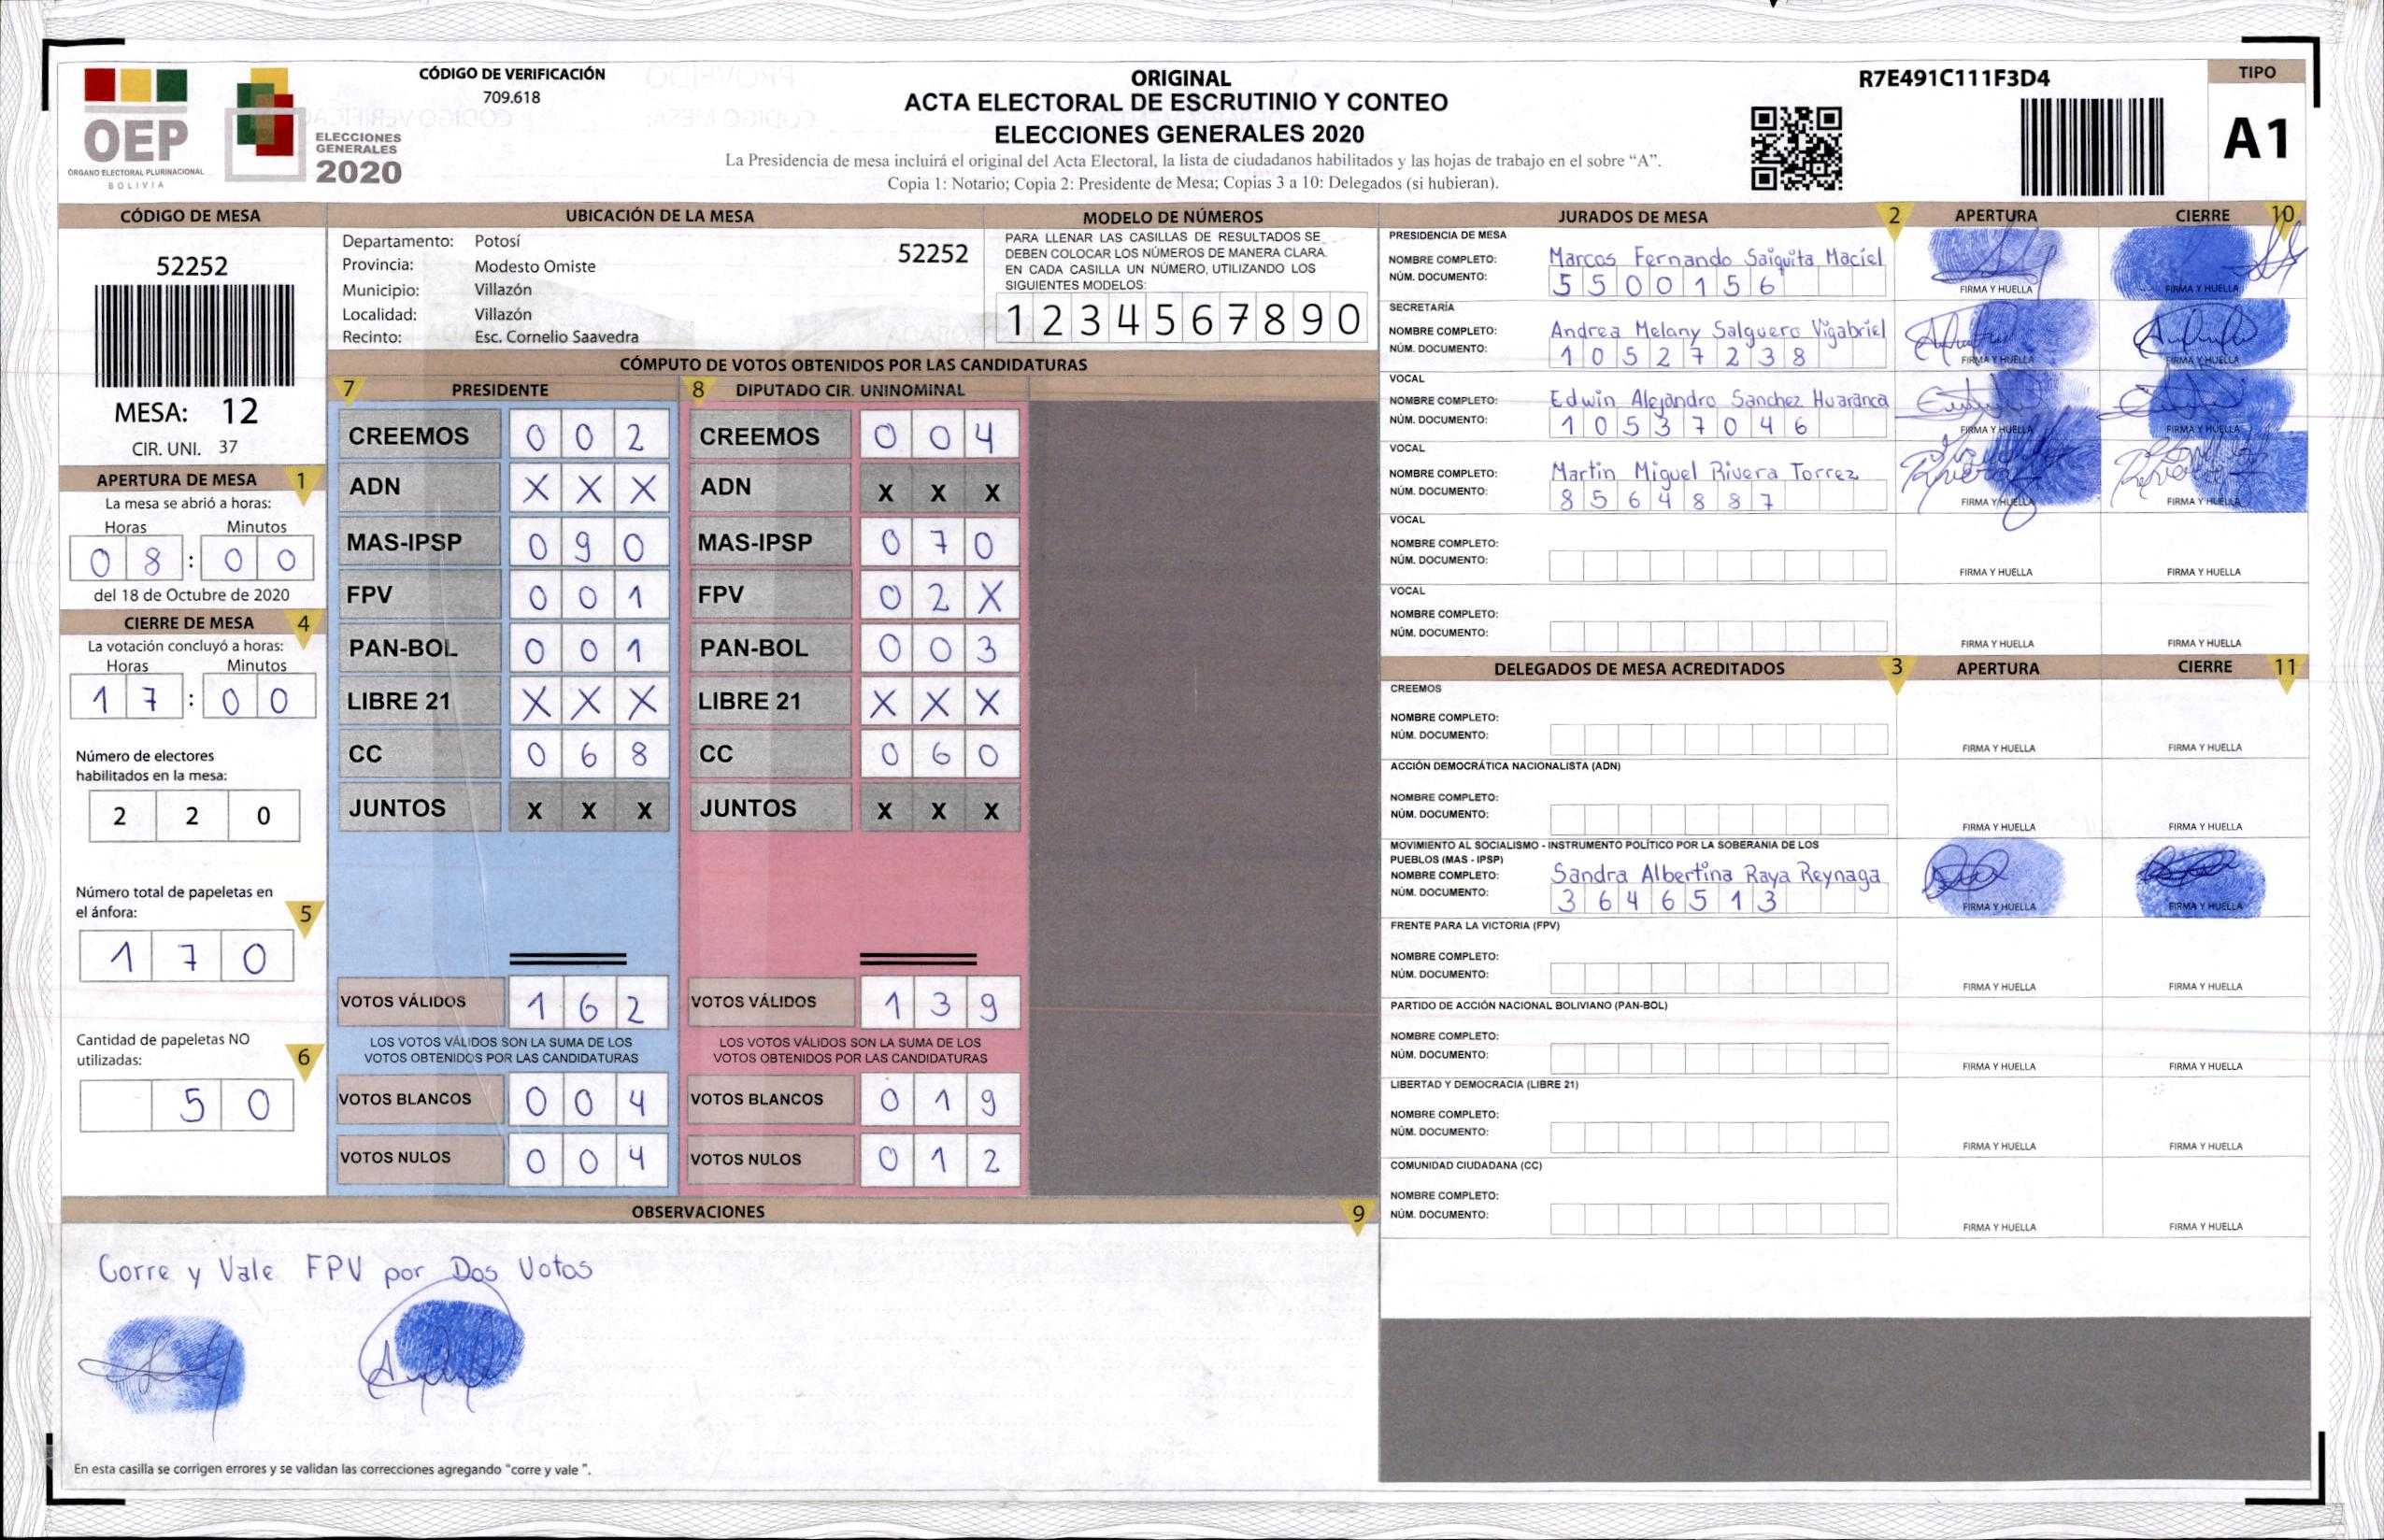 OEP
ÓRGANO ELECTORAL PLURINACIONAL
BOLIVIA
ELECCIONES
GENERALES
2020
CÓDIGO DE VERIFICACIÓN
709.618
ORIGINAL
ACTA ELECTORAL DE ESCRUTINIO Y CONTEO
ELECCIONES GENERALES 2020
La Presidencia de mesa incluirá el original del Acta Electoral, la lista de ciudadanos habilitados y las hojas de trabajo en el sobre “A”.
Copia 1: Notario; Copia 2: Presidente de Mesa; Copias 3 a 10: Delegados (si hubieran).
R7E491C111F3D4
TIPO
A1
CÓDIGO DE MESA
52252
MESA: 12
CIR. UNI. 37
APERTURA DE MESA 1
La mesa se abrió a horas:
Horas Minutos
0 8 : 0 0
del 18 de Octubre de 2020
CIERRE DE MESA 4
La votación concluyó a horas:
Horas Minutos
1 7 : 0 0
Número de electores
habilitados en la mesa:
2 2 0
Número total de papeletas en
el ánfora:
5
1 7 0
Cantidad de papeletas NO
utilizadas:
6
5 0
UBICACIÓN DE LA MESA
Departamento: Potosí
52252
Provincia: Modesto Omiste
Municipio: Villazón
Localidad: Villazón
Recinto: Esc. Cornelio Saavedra
MODELO DE NÚMEROS
PARA LLENAR LAS CASILLAS DE RESULTADOS SE
DEBEN COLOCAR LOS NÚMEROS DE MANERA CLARA.
EN CADA CASILLA UN NÚMERO, UTILIZANDO LOS
SIGUIENTES MODELOS:
1 2 3 4 5 6 7 8 9 0
CÓMPUTO DE VOTOS OBTENIDOS POR LAS CANDIDATURAS
7 PRESIDENTE
CREEMOS 0 0 2
ADN X X X
MAS-IPSP 0 9 0
FPV 0 0 1
PAN-BOL 0 0 1
LIBRE 21 X X X
CC 0 6 8
JUNTOS X X X
VOTOS VÁLIDOS 1 6 2
LOS VOTOS VÁLIDOS SON LA SUMA DE LOS
VOTOS OBTENIDOS POR LAS CANDIDATURAS
VOTOS BLANCOS 0 0 4
VOTOS NULOS 0 0 4
8 DIPUTADO CIR. UNINOMINAL
CREEMOS 0 0 4
ADN X X X
MAS-IPSP 0 7 0
FPV 0 2 X
PAN-BOL 0 0 3
LIBRE 21 X X X
CC 0 6 0
JUNTOS X X X
VOTOS VÁLIDOS 1 3 9
LOS VOTOS VÁLIDOS SON LA SUMA DE LOS
VOTOS OBTENIDOS POR LAS CANDIDATURAS
VOTOS BLANCOS 0 1 9
VOTOS NULOS 0 1 2
OBSERVACIONES 9
Corre y Vale FPV por Dos Votos
En esta casilla se corrigen errores y se validan las correcciones agregando “corre y vale ”.
JURADOS DE MESA 2 APERTURA CIERRE 10
PRESIDENCIA DE MESA
NOMBRE COMPLETO: Marcos Fernando Saiquita Maciel
NÚM. DOCUMENTO: 5 5 0 0 1 5 6
FIRMA Y HUELLA FIRMA Y HUELLA
SECRETARÍA
NOMBRE COMPLETO: Andrea Melany Salguero Vigabriel
NÚM. DOCUMENTO: 1 0 5 2 7 2 3 8
FIRMA Y HUELLA FIRMA Y HUELLA
VOCAL
NOMBRE COMPLETO: Edwin Alejandro Sanchez Huaranca
NÚM. DOCUMENTO: 1 0 5 3 7 0 4 6
FIRMA Y HUELLA FIRMA Y HUELLA
VOCAL
NOMBRE COMPLETO: Martin Miguel Rivera Torrez
NÚM. DOCUMENTO: 8 5 6 4 8 8 7
FIRMA Y HUELLA FIRMA Y HUELLA
VOCAL
NOMBRE COMPLETO:
NÚM. DOCUMENTO:
FIRMA Y HUELLA FIRMA Y HUELLA
VOCAL
NOMBRE COMPLETO:
NÚM. DOCUMENTO:
FIRMA Y HUELLA FIRMA Y HUELLA
DELEGADOS DE MESA ACREDITADOS 3 APERTURA CIERRE 11
CREEMOS
NOMBRE COMPLETO:
NÚM. DOCUMENTO:
FIRMA Y HUELLA FIRMA Y HUELLA
ACCIÓN DEMOCRÁTICA NACIONALISTA (ADN)
NOMBRE COMPLETO:
NÚM. DOCUMENTO:
FIRMA Y HUELLA FIRMA Y HUELLA
MOVIMIENTO AL SOCIALISMO - INSTRUMENTO POLÍTICO POR LA SOBERANIA DE LOS
PUEBLOS (MAS - IPSP)
NOMBRE COMPLETO: Sandra Albertina Raya Reynaga
NÚM. DOCUMENTO: 3 6 4 6 5 1 3
FIRMA Y HUELLA FIRMA Y HUELLA
FRENTE PARA LA VICTORIA (FPV)
NOMBRE COMPLETO:
NÚM. DOCUMENTO:
FIRMA Y HUELLA FIRMA Y HUELLA
PARTIDO DE ACCIÓN NACIONAL BOLIVIANO (PAN-BOL)
NOMBRE COMPLETO:
NÚM. DOCUMENTO:
FIRMA Y HUELLA FIRMA Y HUELLA
LIBERTAD Y DEMOCRACIA (LIBRE 21)
NOMBRE COMPLETO:
NÚM. DOCUMENTO:
FIRMA Y HUELLA FIRMA Y HUELLA
COMUNIDAD CIUDADANA (CC)
NOMBRE COMPLETO:
NÚM. DOCUMENTO:
FIRMA Y HUELLA FIRMA Y HUELLA